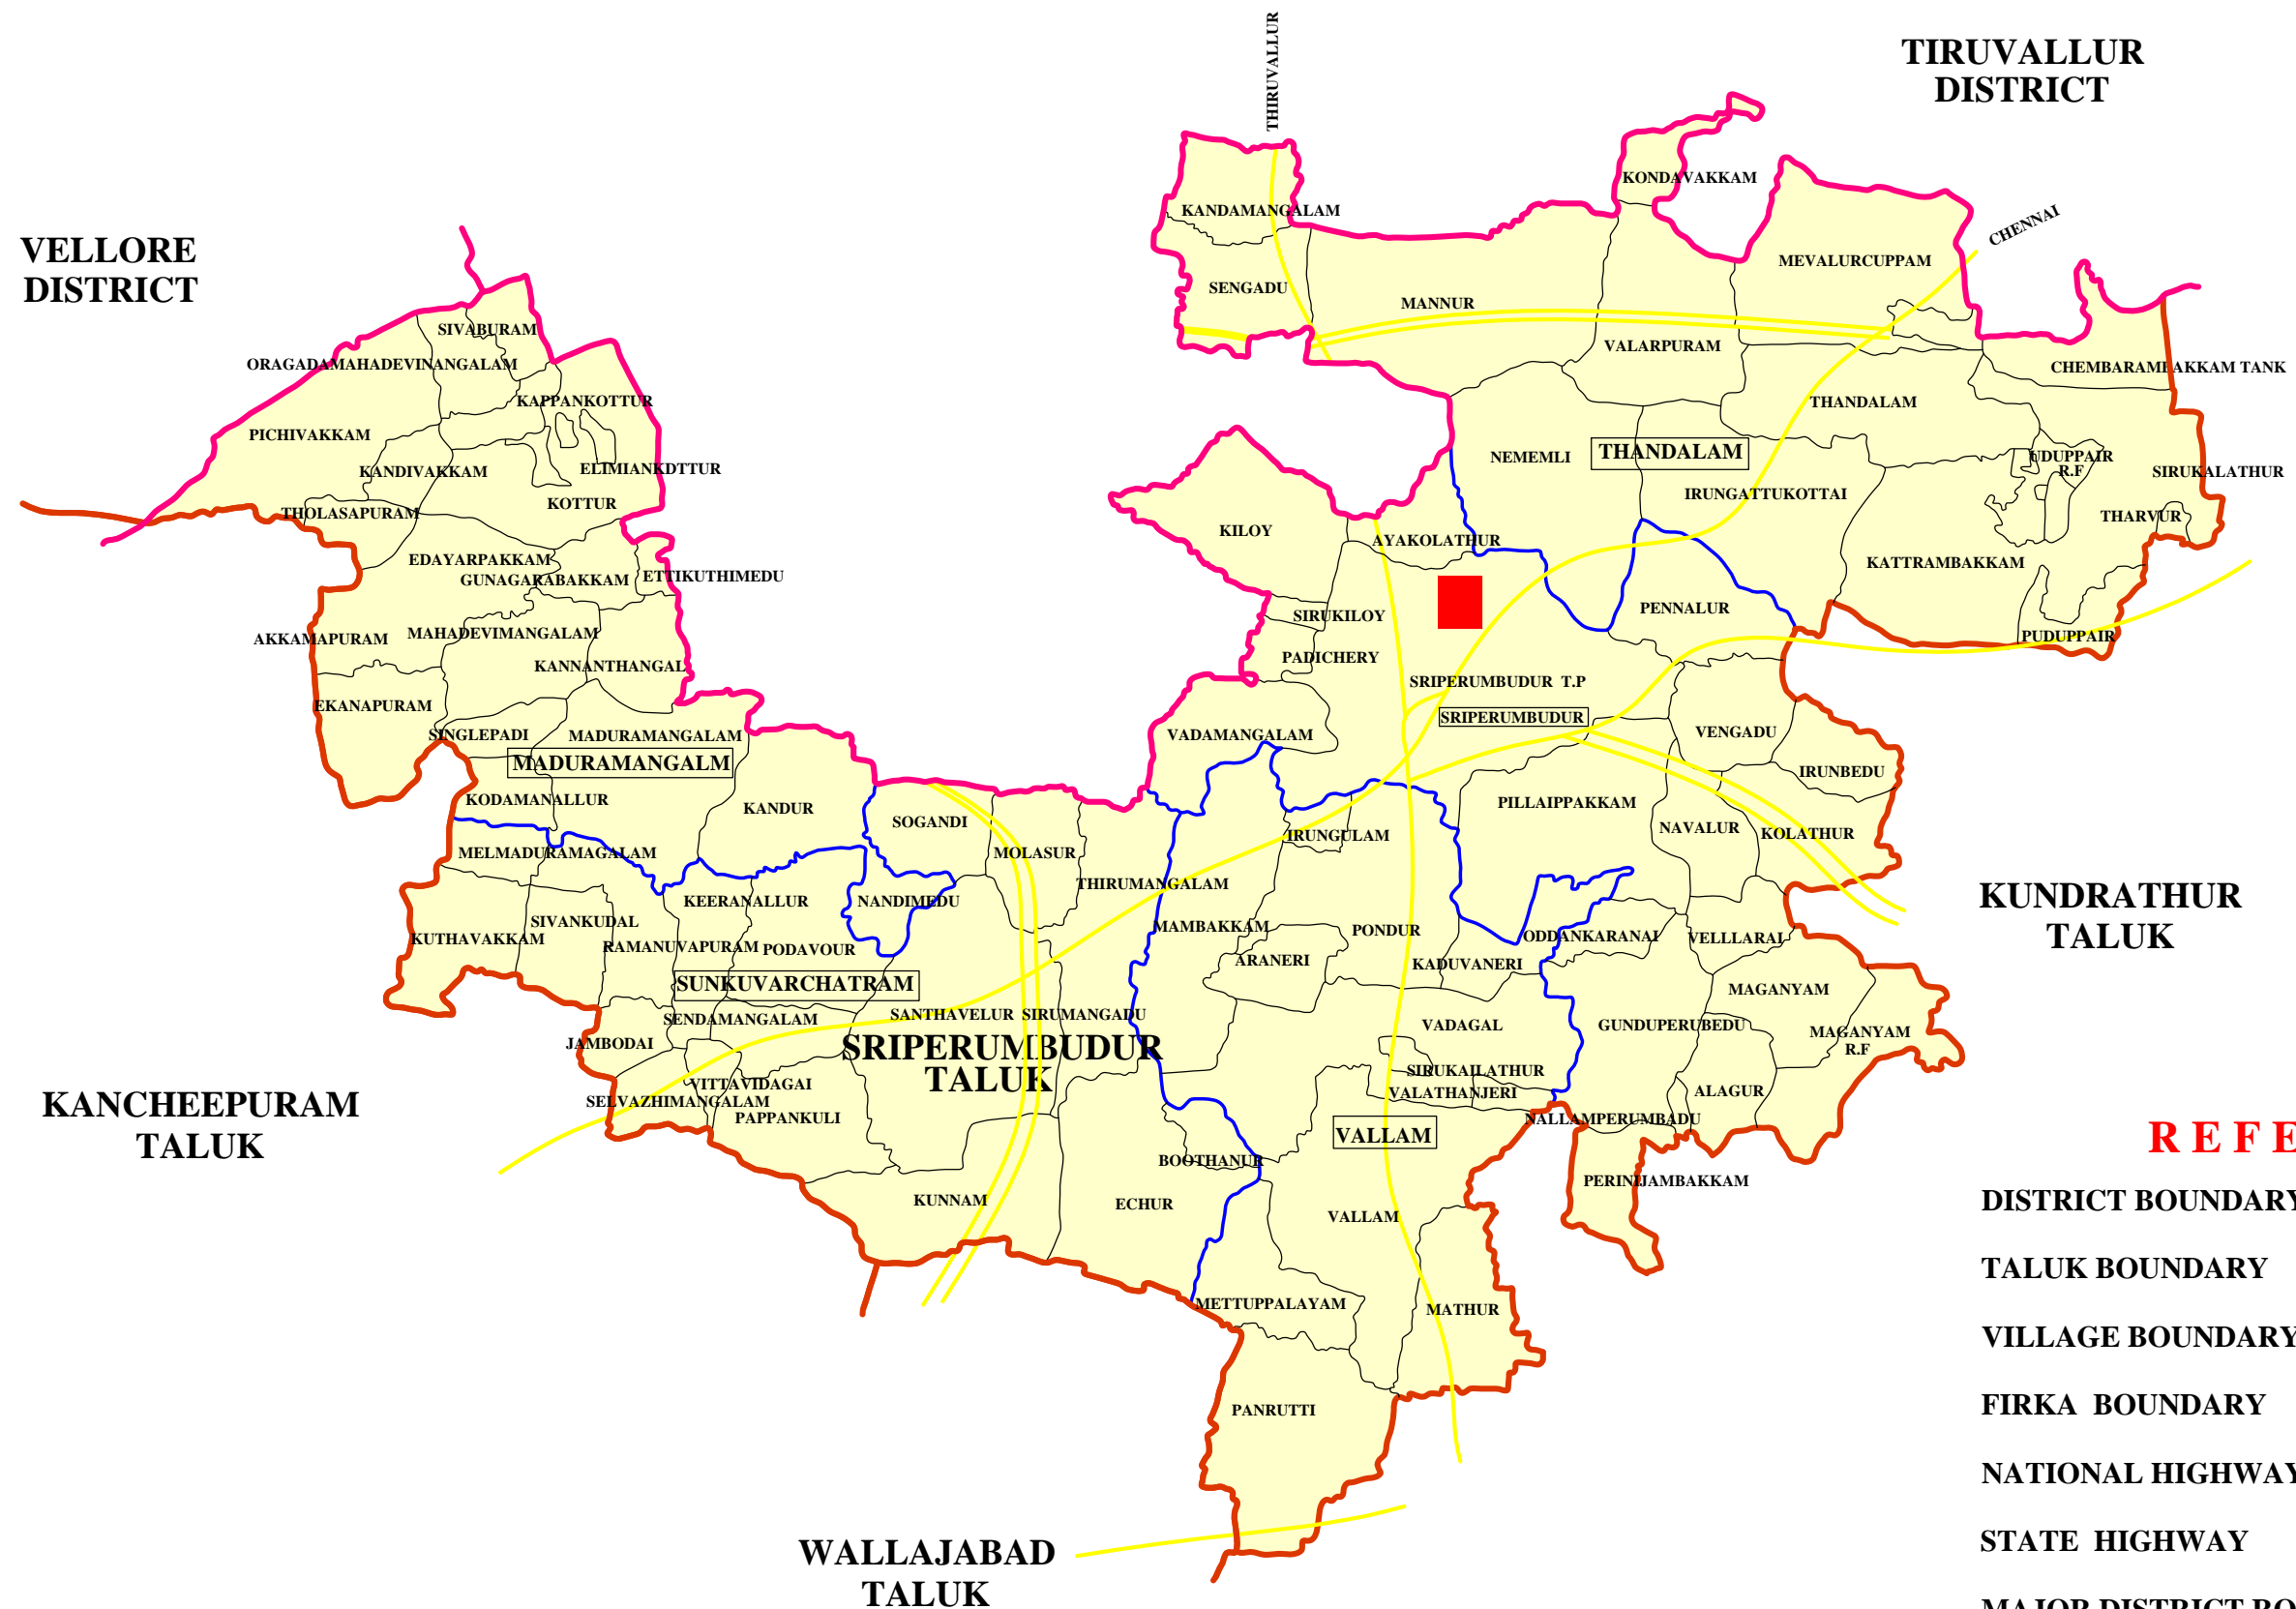 THIRUVALLUR
TIRUVALLUR
DISTRICT
KONDAVAKKAM
KANDAMANGALAM
CHENNAI
VELLORE
DISTRICT
MEVALURCUPPAM
SENGADU
MANNUR
SIVABURAM
VALARPURAM
ORAGADAMAHADEVINANGALAM
CHEMBARAMBAKKAM TANK
KAPPANKOTTUR
THANDALAM
PICHIVAKKAM
THANDALAM
NEMEMLI
UDUPPAIR
R.F
KANDIVAKKAM
ELIMIANKDTTUR
SIRUKALATHUR
IRUNGATTUKOTTAI
KOTTUR
THOLASAPURAM
THARVUR
KILOY
AYAKOLATHUR
EDAYARPAKKAM
KATTRAMBAKKAM
GUNAGARABAKKAM
ETTIKUTHIMEDU
PENNALUR
SIRUKILOY
MAHADEVIMANGALAM
AKKAMAPURAM
PUDUPPAIR
PADICHERY
KANNANTHANGAL
SRIPERUMBUDUR T.P
EKANAPURAM
SRIPERUMBUDUR
VENGADU
SINGLEPADI
MADURAMANGALAM
VADAMANGALAM
MADURAMANGALM
IRUNBEDU
KODAMANALLUR
PILLAIPPAKKAM
KANDUR
SOGANDI
NAVALUR
KOLATHUR
IRUNGULAM
MELMADURAMAGALAM
MOLASUR
THIRUMANGALAM
KUNDRATHUR
TALUK
KEERANALLUR
NANDIMEDU
SIVANKUDAL
MAMBAKKAM
PONDUR
ODDANKARANAI
VELLLARAI
KUTHAVAKKAM
RAMANUVAPURAM
PODAVOUR
ARANERI
KADUVANERI
SUNKUVARCHATRAM
MAGANYAM
SENDAMANGALAM
SANTHAVELUR
SIRUMANGADU
VADAGAL
GUNDUPERUBEDU
MAGANYAM
R.F
JAMBODAI
SRIPERUMBUDUR
TALUK
SIRUKAILATHUR
VITTAVIDAGAI
VALATHANJERI
ALAGUR
SELVAZHIMANGALAM
KANCHEEPURAM
TALUK
PAPPANKULI
NALLAMPERUMBADU
VALLAM
R E F E
BOOTHANUR
PERINIJAMBAKKAM
KUNNAM
ECHUR
DISTRICT BOUNDARY
VALLAM
TALUK BOUNDARY
METTUPPALAYAM
MATHUR
VILLAGE BOUNDARY
FIRKA BOUNDARY
PANRUTTI
NATIONAL HIGHWAY
STATE HIGHWAY
WALLAJABAD
TALUK
MAJOR DISTRICT RO